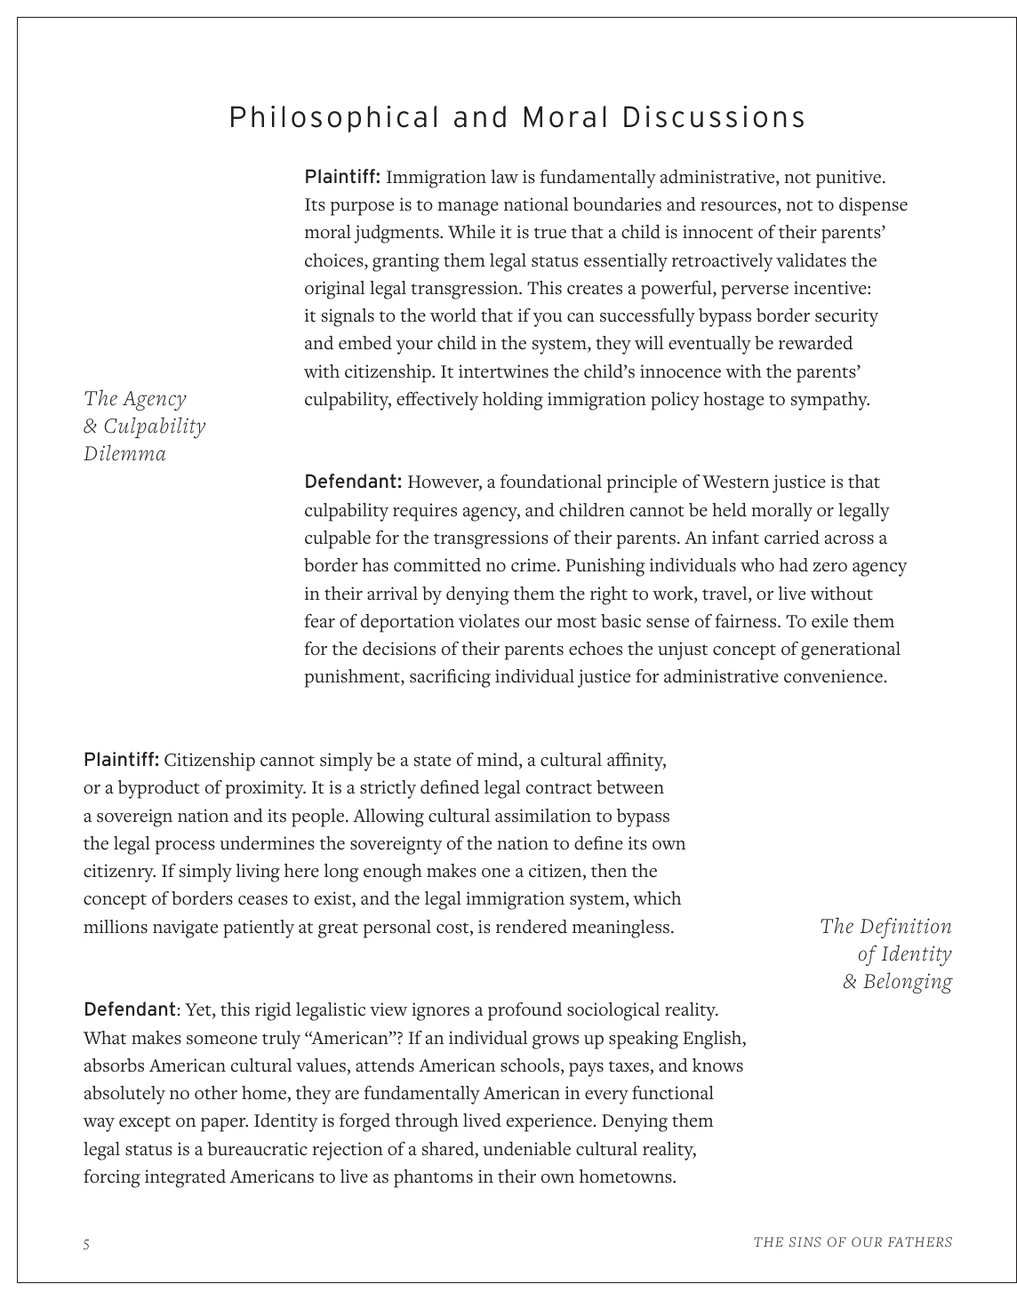 Philosophical and Moral Discussions
The Agency
& Culpability
Dilemma
Plaintiff: Immigration law is fundamentally administrative, not punitive.
Its purpose is to manage national boundaries and resources, not to dispense
moral judgments. While it is true that a child is innocent of their parents’
choices, granting them legal status essentially retroactively validates the
original legal transgression. This creates a powerful, perverse incentive:
it signals to the world that if you can successfully bypass border security
and embed your child in the system, they will eventually be rewarded
with citizenship. It intertwines the child’s innocence with the parents’
culpability, effectively holding immigration policy hostage to sympathy.
Defendant: However, a foundational principle of Western justice is that
culpability requires agency, and children cannot be held morally or legally
culpable for the transgressions of their parents. An infant carried across a
border has committed no crime. Punishing individuals who had zero agency
in their arrival by denying them the right to work, travel, or live without
fear of deportation violates our most basic sense of fairness. To exile them
for the decisions of their parents echoes the unjust concept of generational
punishment, sacrificing individual justice for administrative convenience.
Plaintiff: Citizenship cannot simply be a state of mind, a cultural affinity,
or a byproduct of proximity. It is a strictly defined legal contract between
a sovereign nation and its people. Allowing cultural assimilation to bypass
the legal process undermines the sovereignty of the nation to define its own
citizenry. If simply living here long enough makes one a citizen, then the
concept of borders ceases to exist, and the legal immigration system, which
millions navigate patiently at great personal cost, is rendered meaningless.
The Definition
of Identity
& Belonging
Defendant: Yet, this rigid legalistic view ignores a profound sociological reality.
What makes someone truly “American”? If an individual grows up speaking English,
absorbs American cultural values, attends American schools, pays taxes, and knows
absolutely no other home, they are fundamentally American in every functional
way except on paper. Identity is forged through lived experience. Denying them
legal status is a bureaucratic rejection of a shared, undeniable cultural reality,
forcing integrated Americans to live as phantoms in their own hometowns.
5
THE SINS OF OUR FATHERS